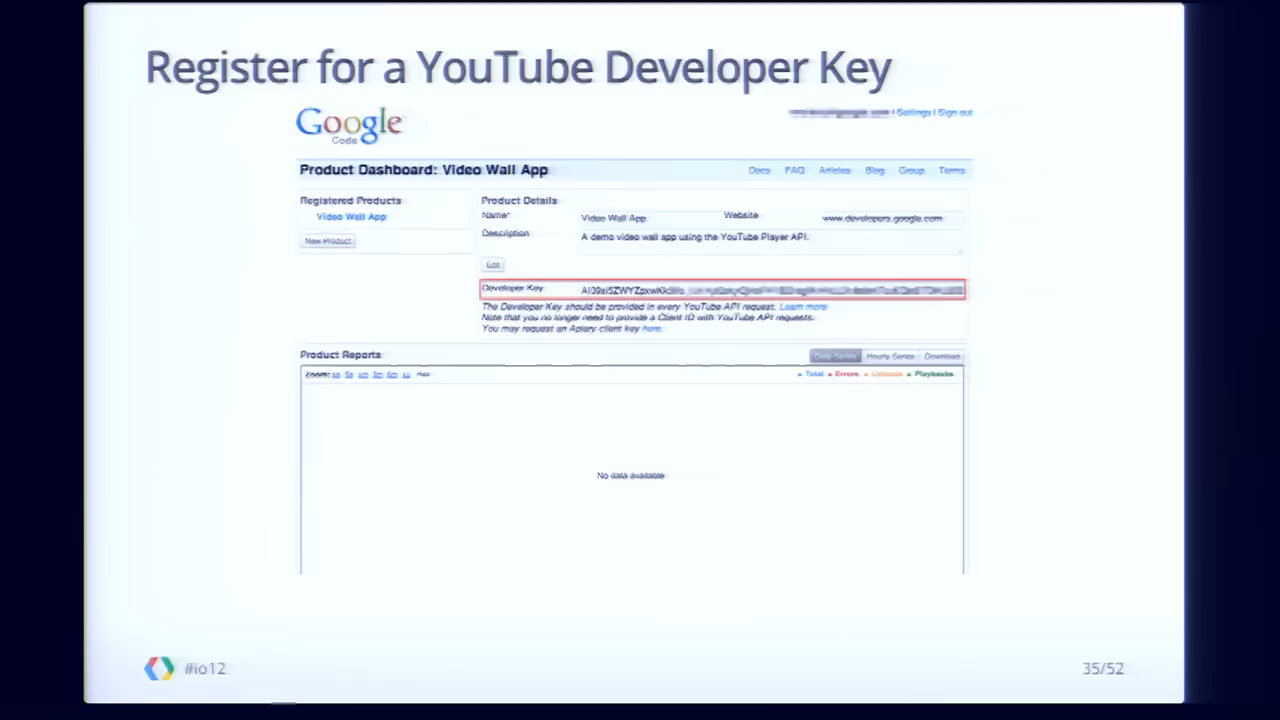 Register for a YouTube Developer Key
Google
Code
| Settings | Sign out
Product Dashboard: Video Wall App
Docs FAQ Articles Blog Group Terms
Registered Products
Video Wall App
New Product
Product Details
Name* Video Wall App Website www.developers.google.com
Description A demo video wall app using the YouTube Player API.
Edit
Developer Key
The Developer Key should be provided in every YouTube API request. Learn more
Note that you no longer need to provide a Client ID with YouTube API requests.
You may request an Apiary client key here.
Product Reports
Daily Series Hourly Series Download
Zoom: Max
Total Errors Uploads Playbacks
No data available
#io12
35/52